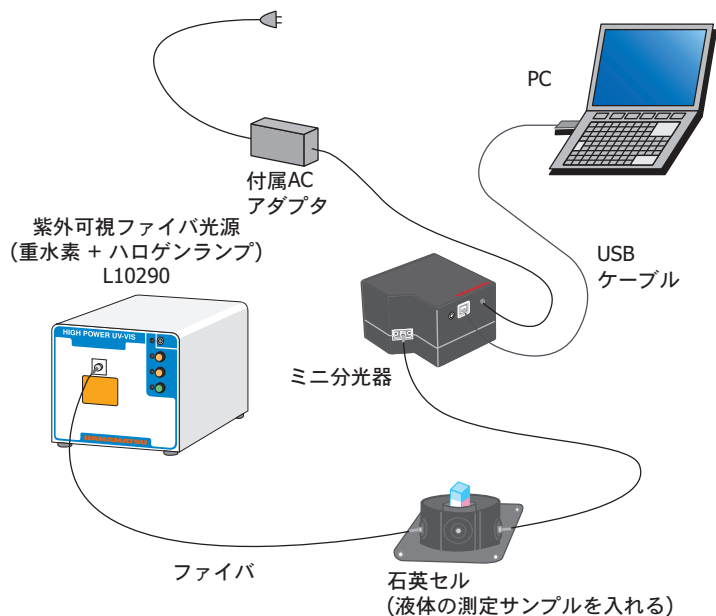 PC
付属AC
アダプタ
紫外可視ファイバ光源
(重水素 + ハロゲンランプ)
L10290
USB
ケーブル
HIGH POWER UV-VIS
ミニ分光器
HAMAMATSU
ファイバ
石英セル
(液体の測定サンプルを入れる)